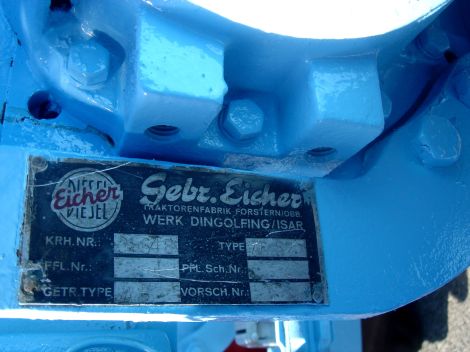 DIESEL
Eicher
DIESEL
Gebr. Eicher
TRAKTORENFABRIK FORSTERN/OBB.
WERK DINGOLFING/ISAR
KRH.NR.: TYPE
FFL.Nr.: PFL.Sch.Nr.
GETR.TYPE VORSCH.Nr.